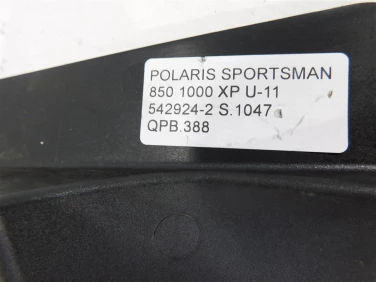 POLARIS SPORTSMAN
850 1000 XP U-11
542924-2 S.1047
QPB.388